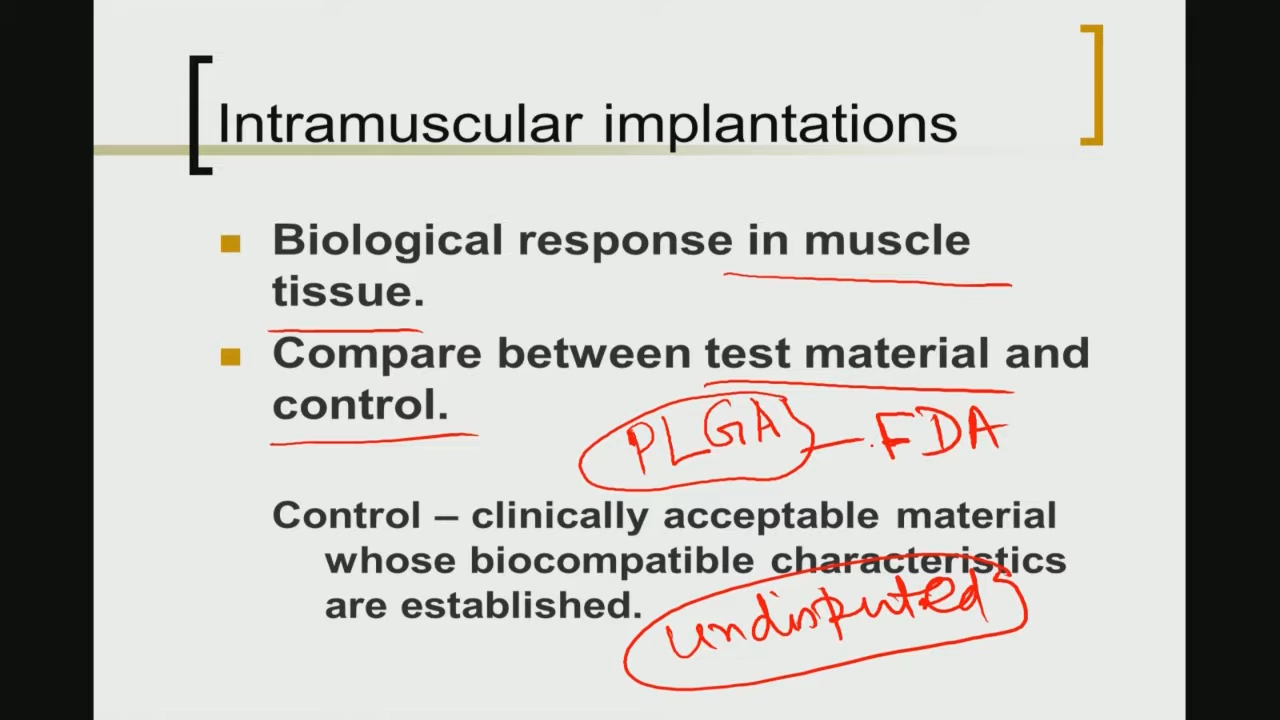 Intramuscular implantations
Biological response in muscle
tissue.
Compare between test material and
control.
PLGA - FDA
Control – clinically acceptable material
whose biocompatible characteristics
are established.
undisputed